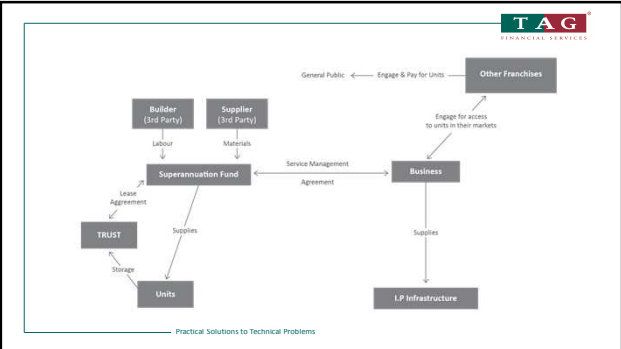 TAG®
FINANCIAL SERVICES
General Public
Engage & Pay for Units
Other Franchises
Builder
(3rd Party)
Supplier
(3rd Party)
Engage for access
to units in their markets
Labour
Materials
Service Management
Agreement
Superannuation Fund
Business
Lease
Aggreement
TRUST
Supplies
Supplies
Storage
Units
I.P Infrastructure
Practical Solutions to Technical Problems